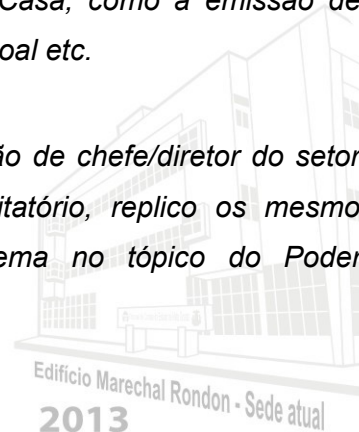 Casa, como a emissão de
oal etc.
ão de chefe/diretor do setor
itatório, replico os mesmo
ema no tópico do Poder
Edifício Marechal Rondon - Sede atual
2013